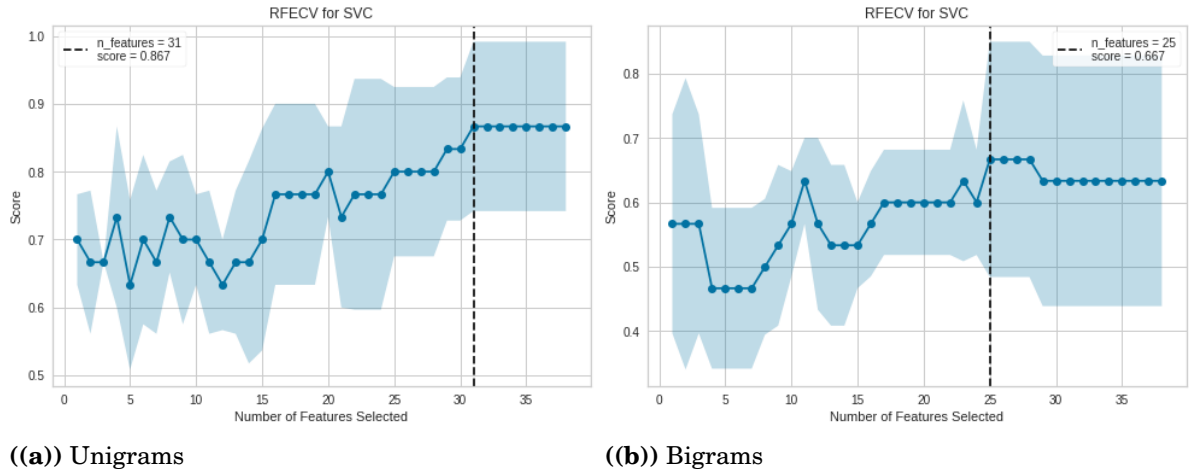 RFECV for SVC
n_features = 31
score = 0.867
1.0
0.9
0.8
0.7
0.6
0.5
Score
0 5 10 15 20 25 30 35
Number of Features Selected
((a)) Unigrams
RFECV for SVC
n_features = 25
score = 0.667
0.8
0.7
0.6
0.5
0.4
Score
0 5 10 15 20 25 30 35
Number of Features Selected
((b)) Bigrams